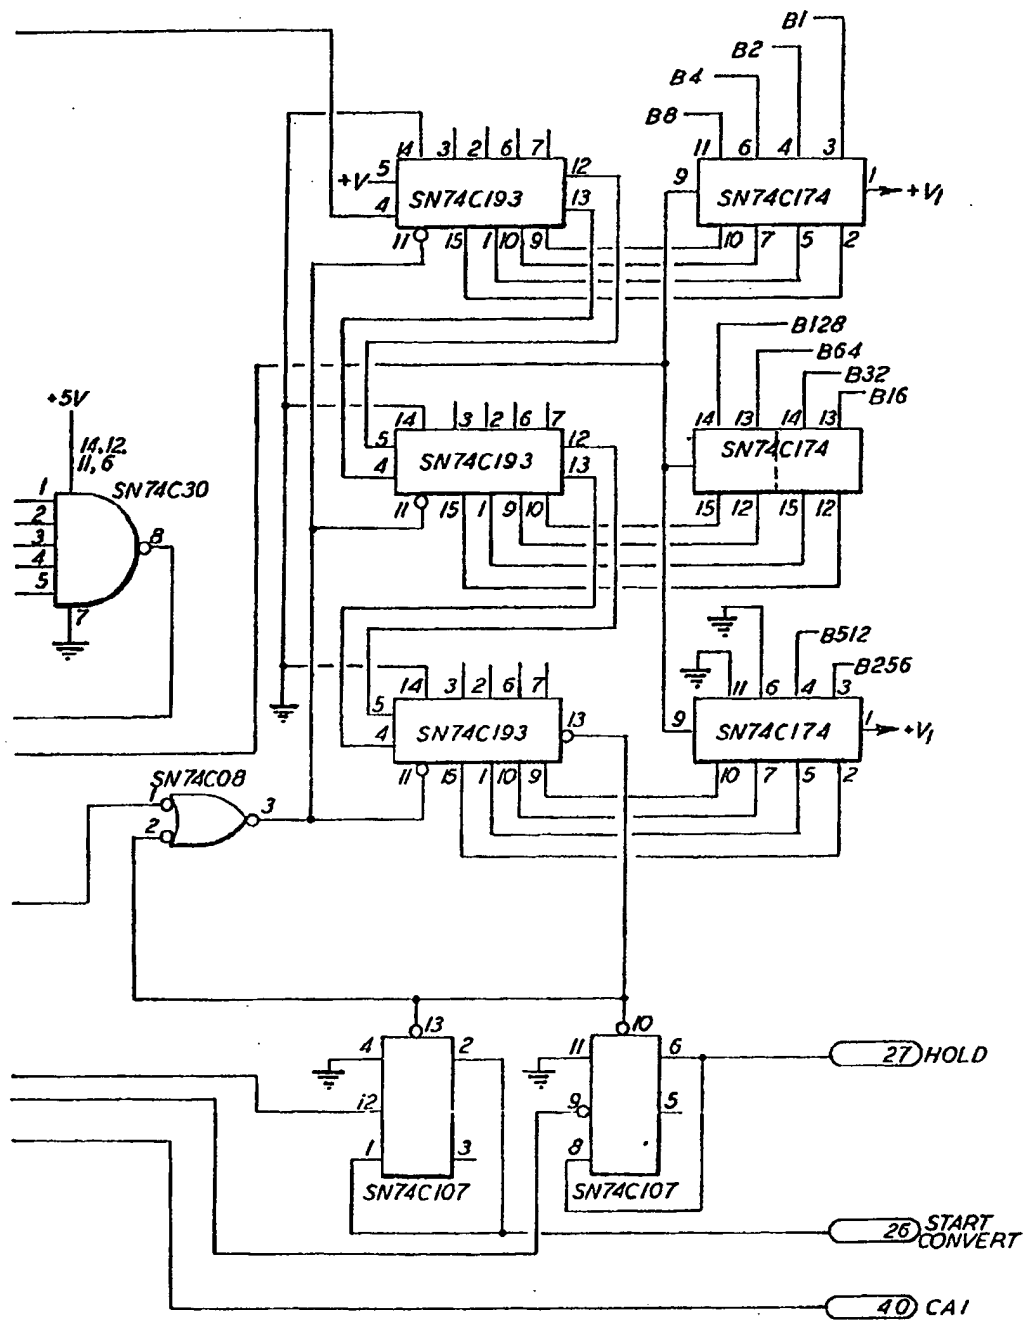 B1
B2
B4
B8
14 3 2 6 7
11 6 4 3
+V 5 12
9 1 +V1
SN74C193
SN74C174
4 13
11 15 1 10 9
10 7 5 2
B128
B64
B32
B16
+5V
14, 12,
11, 6
14 3 2 6 7
14 13 14 13
5 12
SN74C193
SN74C174
4 13
11 15 1 9 10
15 12 15 12
SN74C30
1
2
3
4
5
8
7
B512
B256
14 3 2 6 7
11 6 4 3
5 13
9 1 +V1
SN74C193
SN74C174
4
11 15 1 10 9
10 7 5 2
SN74C08
1
2
3
13
10
4 2
11 6
27 HOLD
12
9 5
1 3
8
SN74C107
SN74C107
26 START
CONVERT
40 CA1